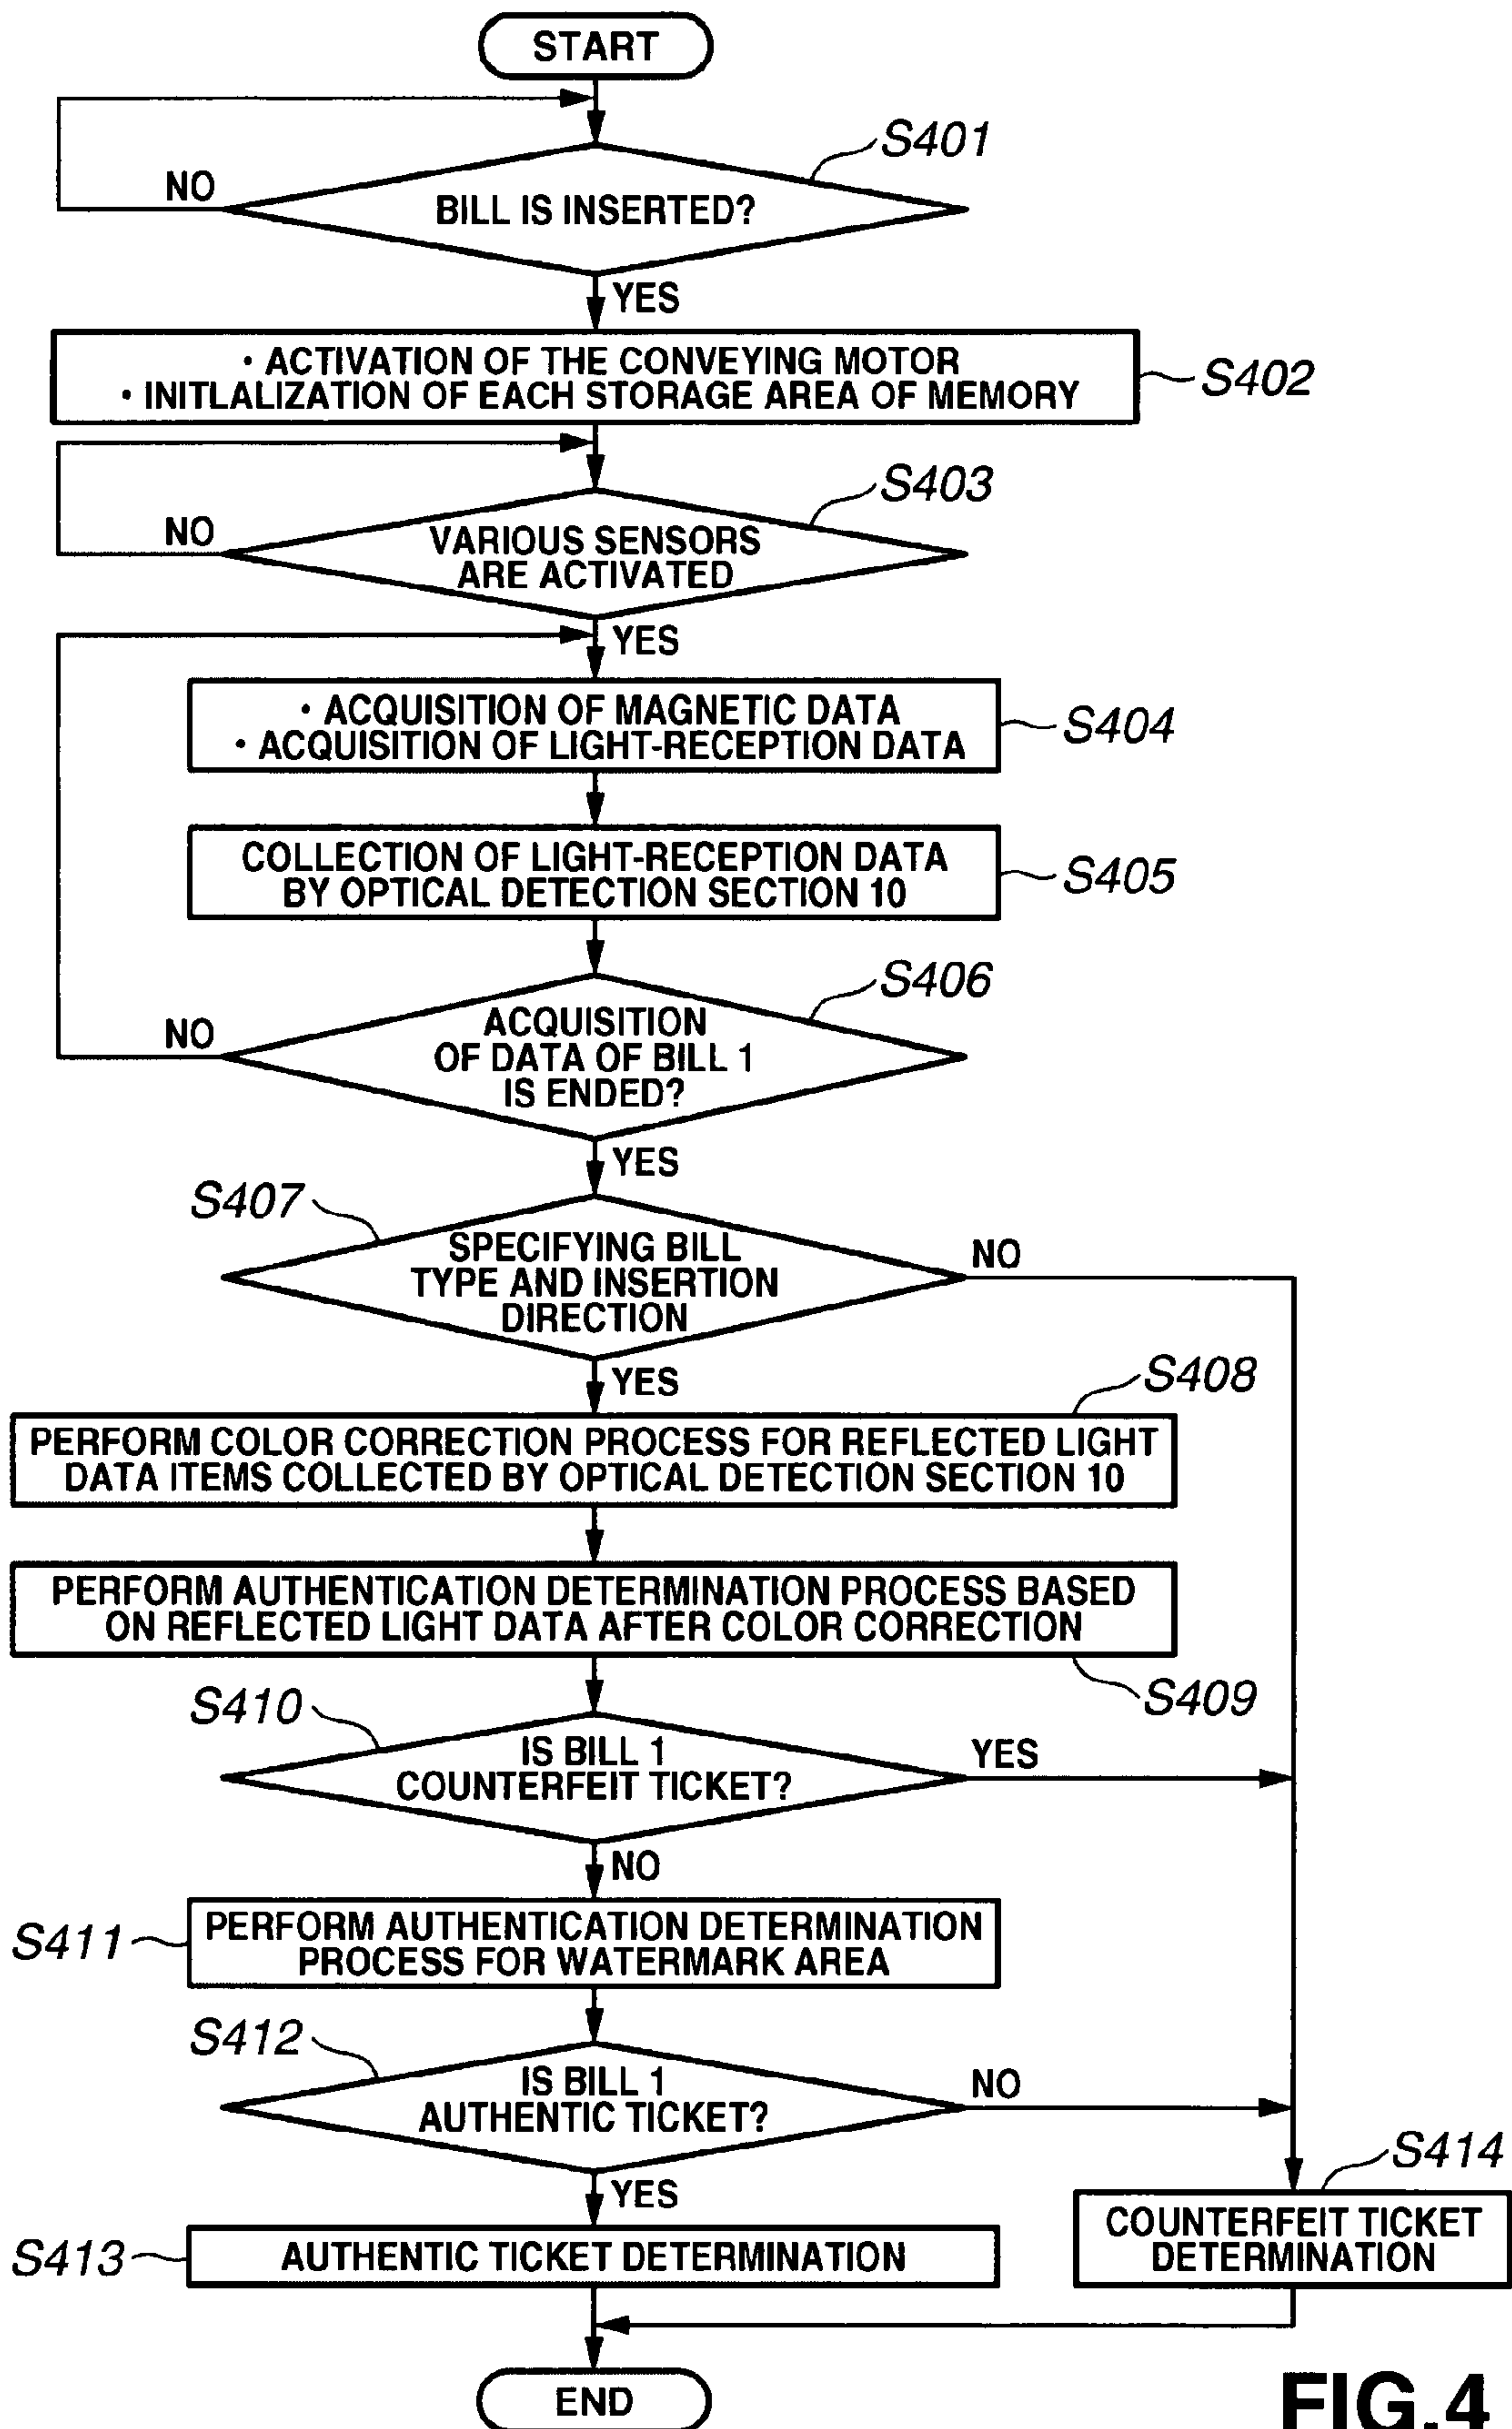 START
S401
NO
BILL IS INSERTED?
YES
• ACTIVATION OF THE CONVEYING MOTOR
• INITLALIZATION OF EACH STORAGE AREA OF MEMORY
S402
S403
NO
VARIOUS SENSORS
ARE ACTIVATED
YES
• ACQUISITION OF MAGNETIC DATA
• ACQUISITION OF LIGHT-RECEPTION DATA
S404
COLLECTION OF LIGHT-RECEPTION DATA
BY OPTICAL DETECTION SECTION 10
S405
S406
NO
ACQUISITION
OF DATA OF BILL 1
IS ENDED?
YES
S407
SPECIFYING BILL
TYPE AND INSERTION
DIRECTION
NO
YES
S408
PERFORM COLOR CORRECTION PROCESS FOR REFLECTED LIGHT
DATA ITEMS COLLECTED BY OPTICAL DETECTION SECTION 10
PERFORM AUTHENTICATION DETERMINATION PROCESS BASED
ON REFLECTED LIGHT DATA AFTER COLOR CORRECTION
S409
S410
IS BILL 1
COUNTERFEIT TICKET?
YES
NO
S411
PERFORM AUTHENTICATION DETERMINATION
PROCESS FOR WATERMARK AREA
S412
IS BILL 1
AUTHENTIC TICKET?
NO
YES
S414
COUNTERFEIT TICKET
DETERMINATION
S413
AUTHENTIC TICKET DETERMINATION
END
FIG.4